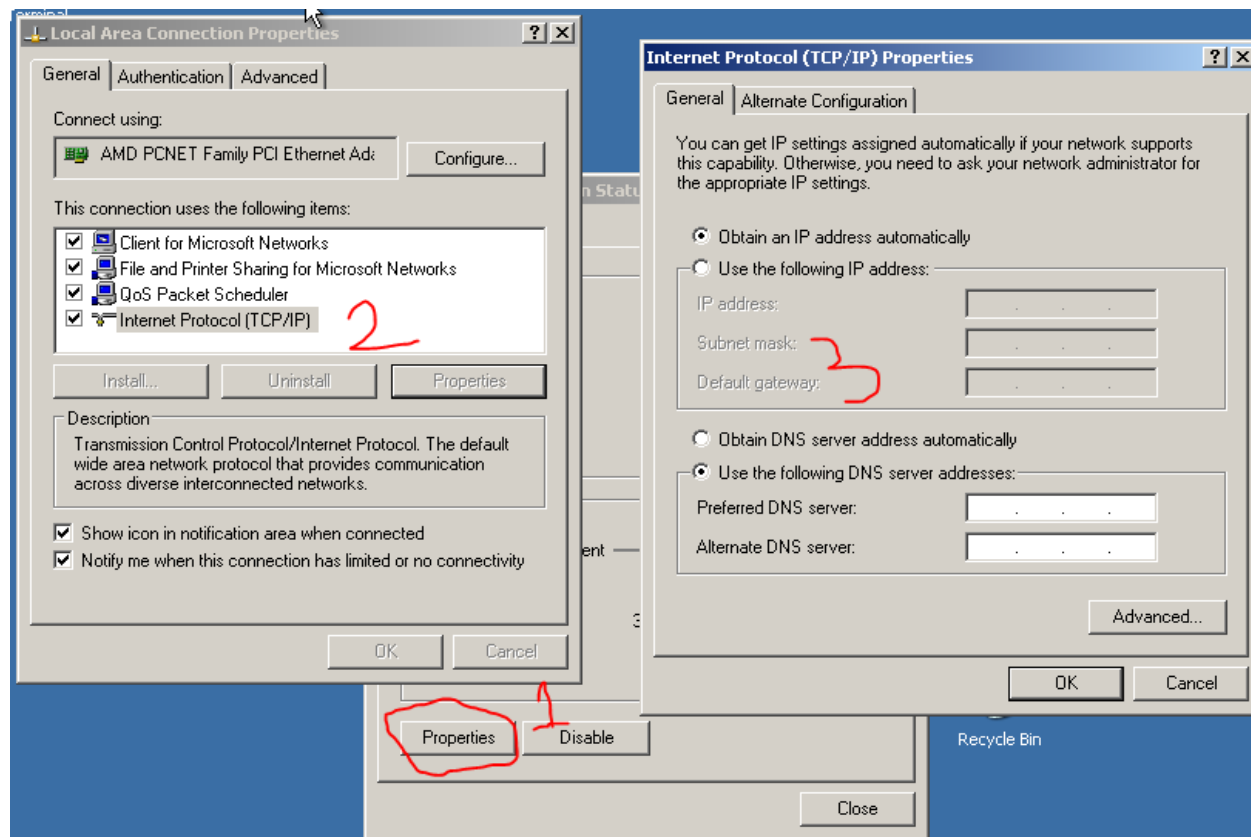 Local Area Connection Properties
General
Authentication
Advanced
Connect using:
AMD PCNET Family PCI Ethernet Ada
Configure...
This connection uses the following items:
Client for Microsoft Networks
File and Printer Sharing for Microsoft Networks
QoS Packet Scheduler
Internet Protocol (TCP/IP)
2
Install...
Uninstall
Properties
Description
Transmission Control Protocol/Internet Protocol. The default
wide area network protocol that provides communication
across diverse interconnected networks.
Show icon in notification area when connected
Notify me when this connection has limited or no connectivity
OK
Cancel
1
Properties
Disable
Close
Internet Protocol (TCP/IP) Properties
General
Alternate Configuration
You can get IP settings assigned automatically if your network supports
this capability. Otherwise, you need to ask your network administrator for
the appropriate IP settings.
Obtain an IP address automatically
Use the following IP address:
IP address:
Subnet mask:
Default gateway:
3
Obtain DNS server address automatically
Use the following DNS server addresses:
Preferred DNS server:
Alternate DNS server:
Advanced...
OK
Cancel
Recycle Bin